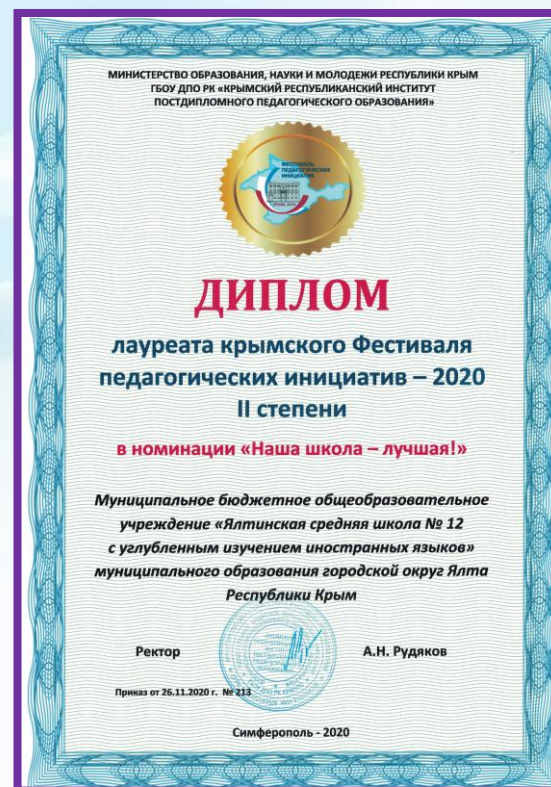 МИНИСТЕРСТВО ОБРАЗОВАНИЯ, НАУКИ И МОЛОДЕЖИ РЕСПУБЛИКИ КРЫМ
ГБОУ ДПО РК «КРЫМСКИЙ РЕСПУБЛИКАНСКИЙ ИНСТИТУТ
ПОСТДИПЛОМНОГО ПЕДАГОГИЧЕСКОГО ОБРАЗОВАНИЯ»
ФЕСТИВАЛЬ
ПЕДАГОГИЧЕСКИХ
ИНИЦИАТИВ
ДИПЛОМ
лауреата крымского Фестиваля
педагогических инициатив – 2020
II степени
в номинации «Наша школа – лучшая!»
Муниципальное бюджетное общеобразовательное
учреждение «Ялтинская средняя школа № 12
с углубленным изучением иностранных языков»
муниципального образования городской округ Ялта
Республики Крым
Ректор А.Н. Рудяков
Приказ от 26.11.2020 г. № 213
Симферополь - 2020